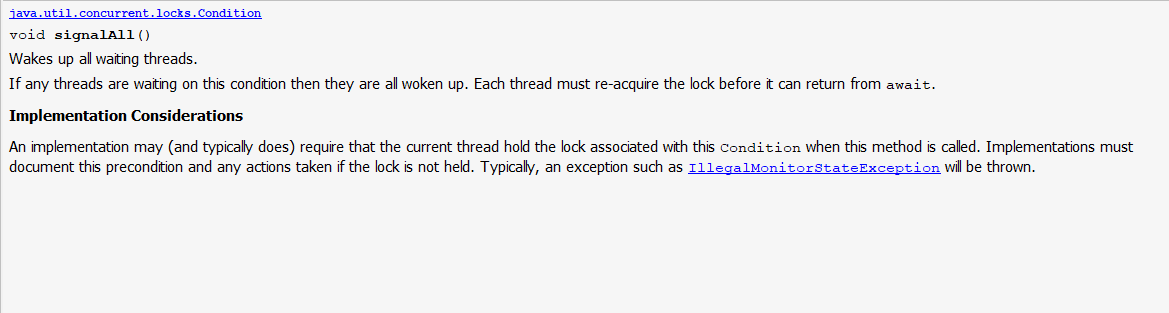 java.util.concurrent.locks.Condition
void signalAll()
Wakes up all waiting threads.
If any threads are waiting on this condition then they are all woken up. Each thread must re-acquire the lock before it can return from await.
Implementation Considerations
An implementation may (and typically does) require that the current thread hold the lock associated with this Condition when this method is called. Implementations must
document this precondition and any actions taken if the lock is not held. Typically, an exception such as IllegalMonitorStateException will be thrown.